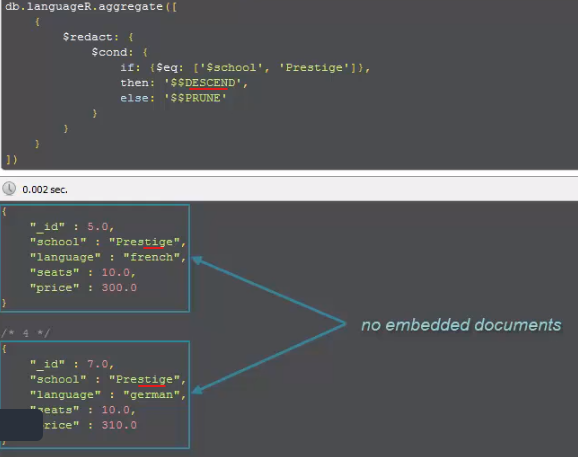 db.languageR.aggregate([
{
$redact: {
$cond: {
if: {$eq: ['$school', 'Prestige']},
then: '$$DESCEND',
else: '$$PRUNE'
}
}
}
])
0.002 sec.
{
"_id" : 5.0,
"school" : "Prestige",
"language" : "french",
"seats" : 10.0,
"price" : 300.0
}
no embedded documents
/* 4 */
{
"_id" : 7.0,
"school" : "Prestige",
"language" : "german",
seats" : 10.0,
rice" : 310.0
}